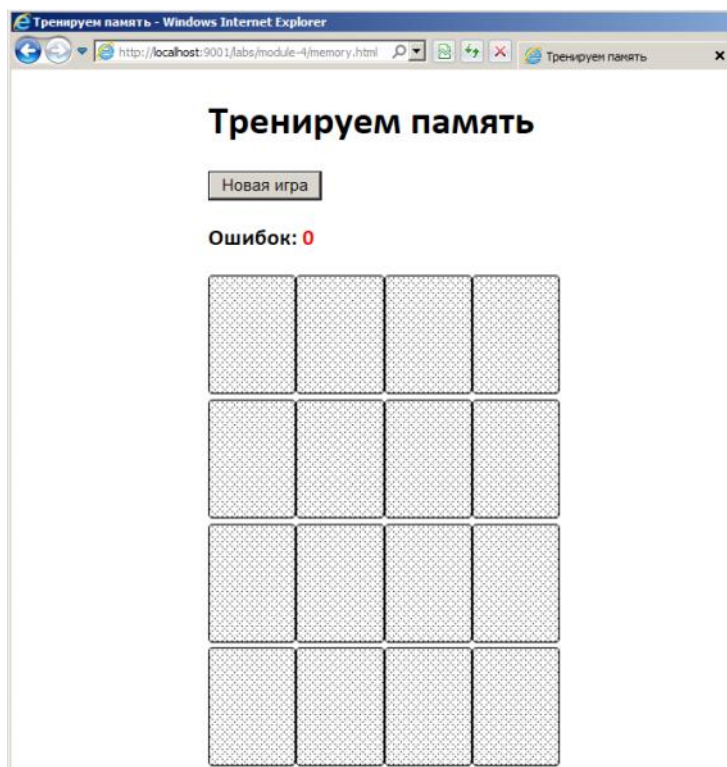 Тренируем память - Windows Internet Explorer
http://localhost:9001/labs/module-4/memory.html
Тренируем память
Тренируем память
Новая игра
Ошибок: 0